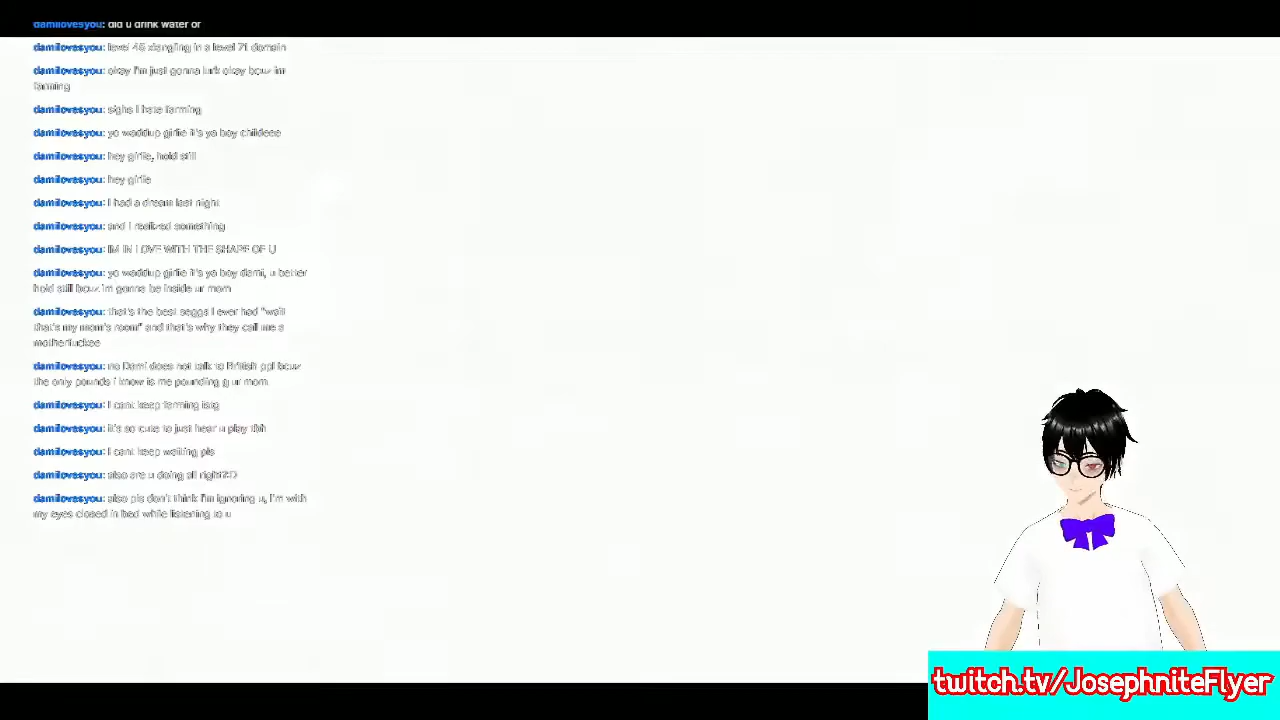 damilovesyou: did u drink water or
damilovesyou: level 46 xiangling in a level 71 domain
damilovesyou: okay I'm just gonna lurk okay bcuz im
farming
damilovesyou: sighs I hate farming
damilovesyou: yo waddup girlie it's ya boy childeee
damilovesyou: hey girlie, hold still
damilovesyou: hey girlie
damilovesyou: I had a dream last night
damilovesyou: and I realized something
damilovesyou: IM IN LOVE WITH THE SHAPE OF U
damilovesyou: yo waddup girlie it's ya boy dami, u better
hold still bcuz im gonna be inside ur mom
damilovesyou: that's the best seggs I ever had "wait
that's my mom's room" and that's why they call me a
motherfuckee
damilovesyou: no Dami does not talk to British ppl bcuz
the only pounds i know is me pounding g ur mom
damilovesyou: I cant keep farming istg
damilovesyou: it's so cute to just hear u play tbh
damilovesyou: I cant keep waiting pls
damilovesyou: also are u doing all right?:D
damilovesyou: also pls don't think I'm ignoring u, I'm with
my eyes closed in bed while listening to u
twitch.tv/JosephniteFlyer